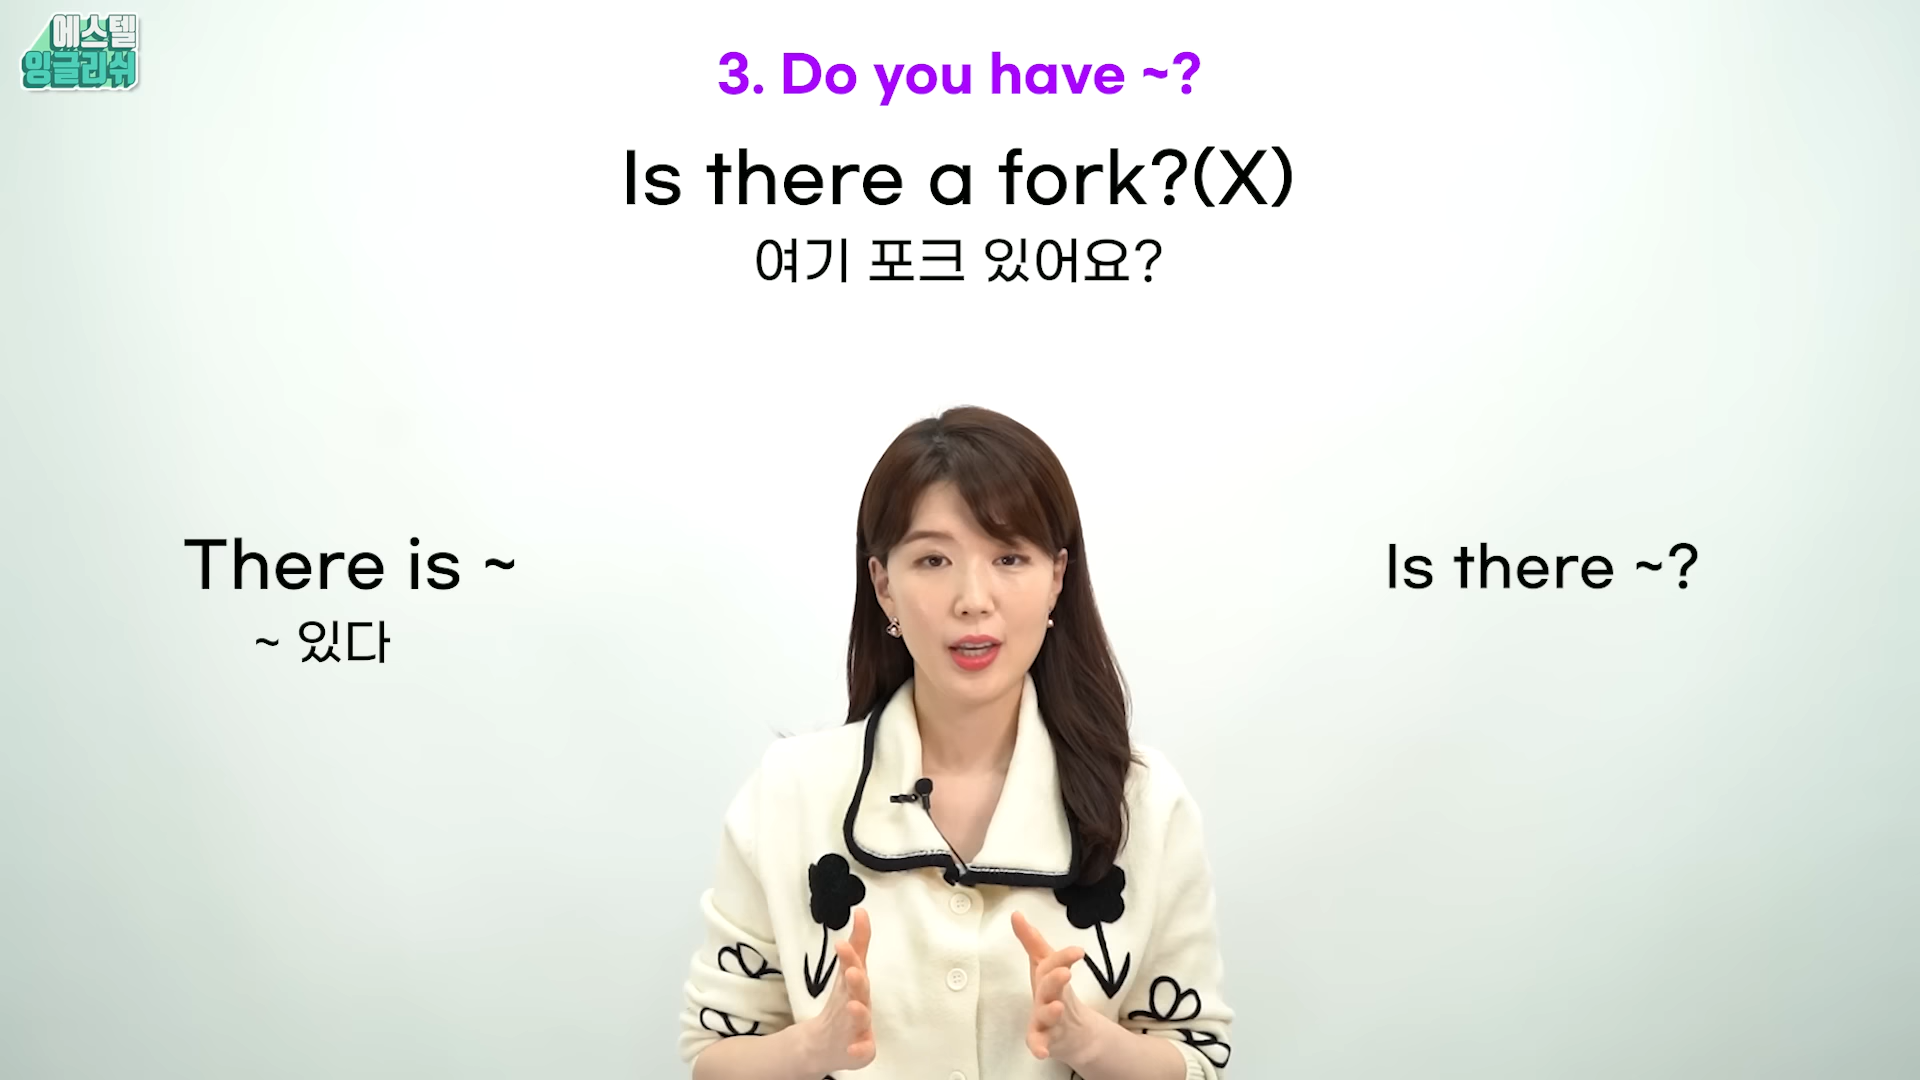 에스텔
잉글리쉬
3. Do you have ~?
Is there a fork?(X)
여기 포크 있어요?
There is ~
~ 있다
Is there ~?